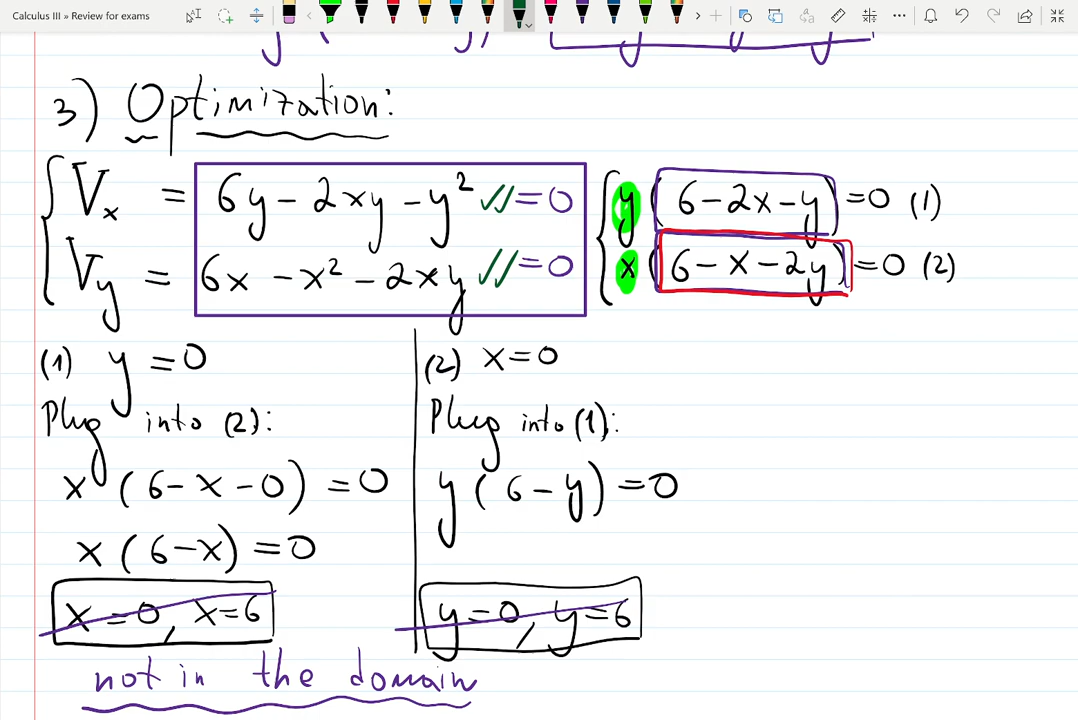 Calculus III » Review for exams
3) Optimization:
V_x = 6y - 2xy - y² =0 y(6-2x-y)=0 (1)
V_y = 6x - x² - 2xy =0 x(6-x-2y)=0 (2)
(1) y=0
Plug into (2):
x(6-x-0)=0
x(6-x)=0
x=0, x=6
(2) x=0
Plug into (1):
y(6-y)=0
y=0, y=6
not in the domain